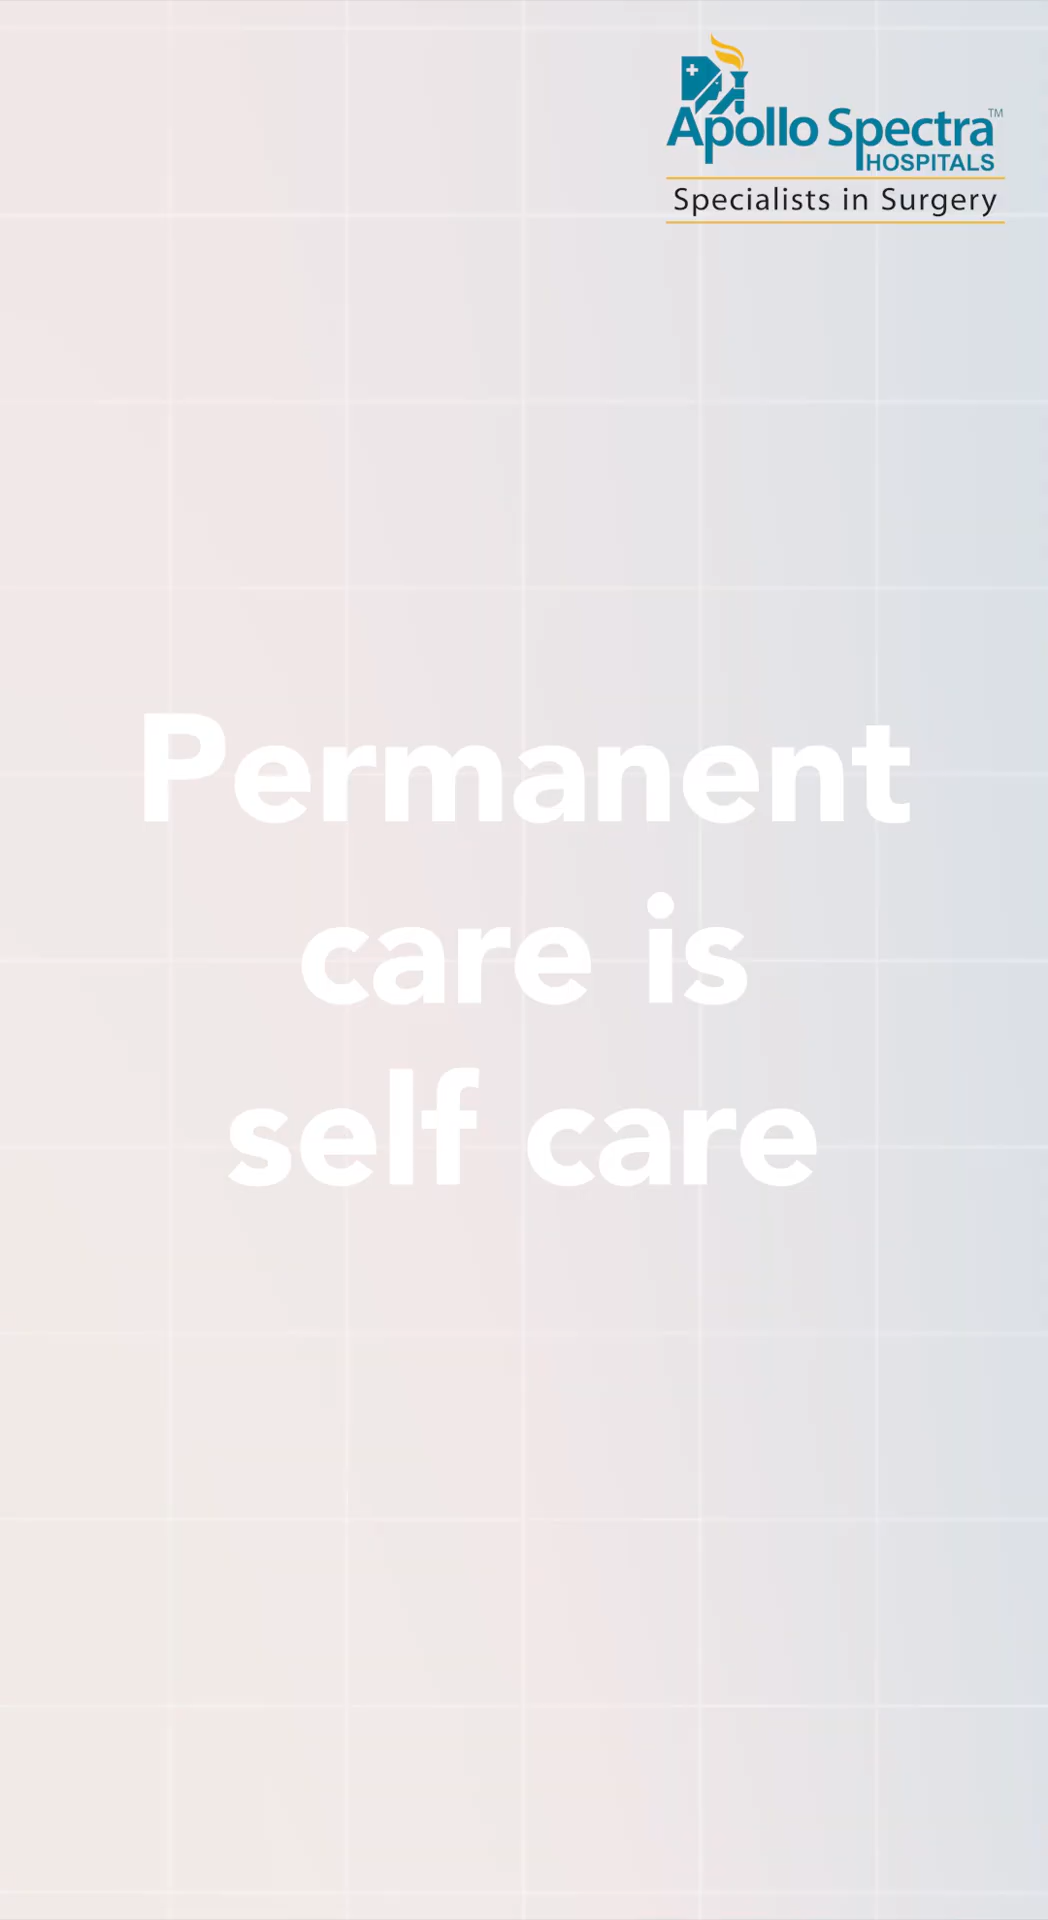 Apollo Spectra™
HOSPITALS
Specialists in Surgery
Permanent
care is
self care